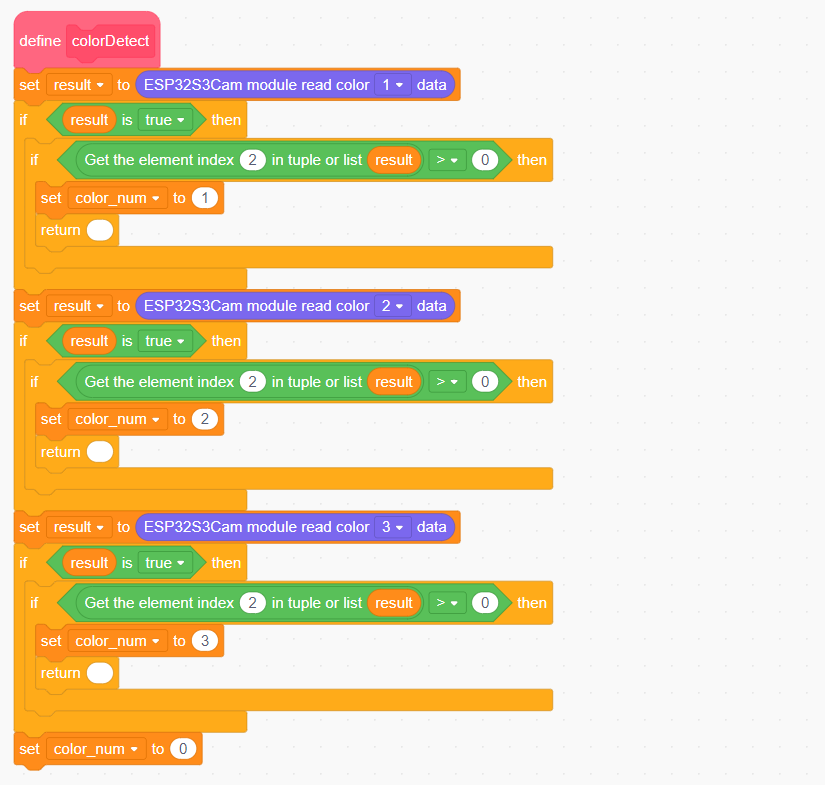 define colorDetect
set result to ESP32S3Cam module read color 1 data
if result is true then
if Get the element index 2 in tuple or list result > 0 then
set color_num to 1
return
set result to ESP32S3Cam module read color 2 data
if result is true then
if Get the element index 2 in tuple or list result > 0 then
set color_num to 2
return
set result to ESP32S3Cam module read color 3 data
if result is true then
if Get the element index 2 in tuple or list result > 0 then
set color_num to 3
return
set color_num to 0